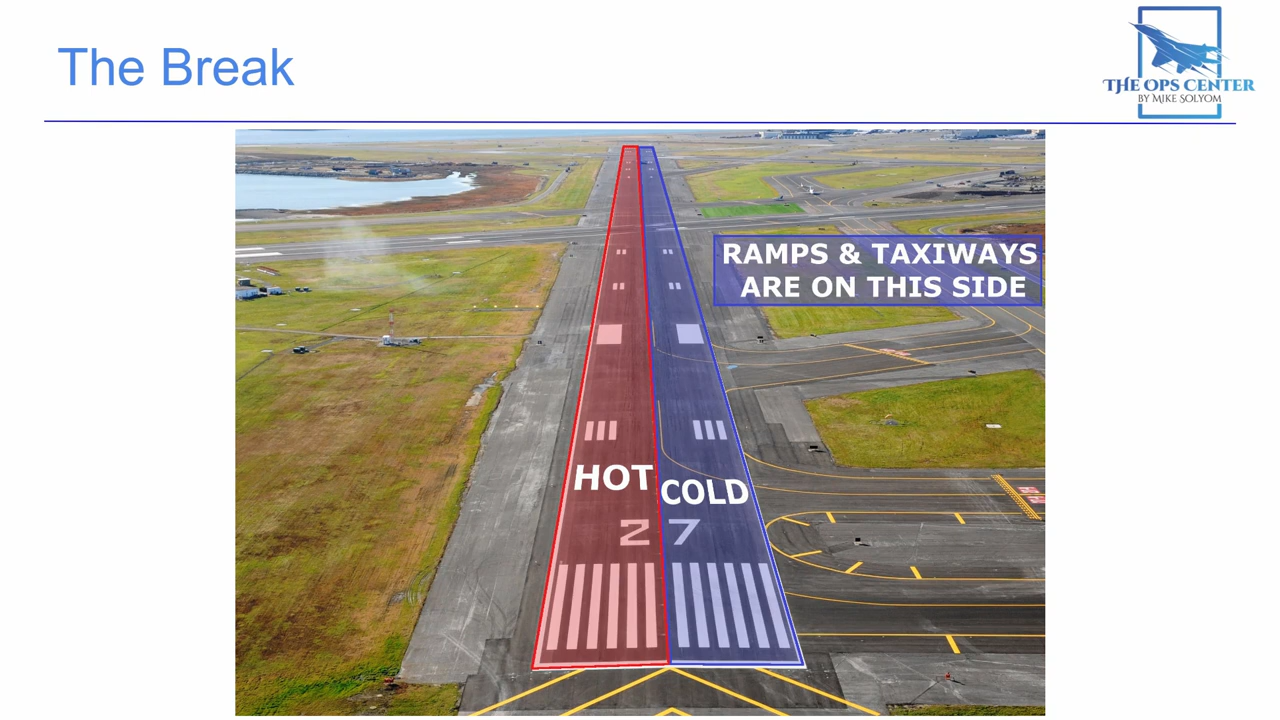 The Break
THE OPS CENTER
BY MIKE SOLYOM
RAMPS & TAXIWAYS
ARE ON THIS SIDE
HOT
COLD
27